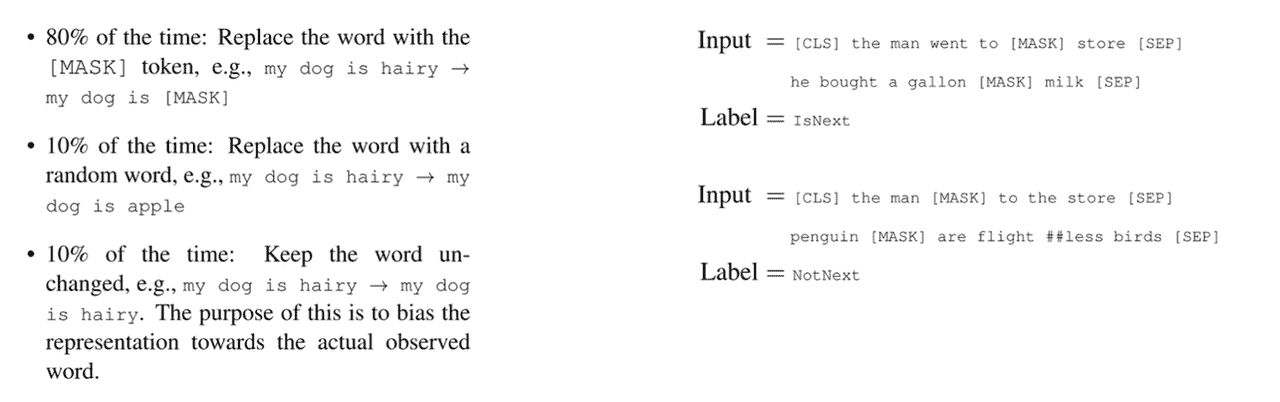 • 80% of the time: Replace the word with the
[MASK] token, e.g., my dog is hairy →
my dog is [MASK]
• 10% of the time: Replace the word with a
random word, e.g., my dog is hairy → my
dog is apple
• 10% of the time: Keep the word un-
changed, e.g., my dog is hairy → my dog
is hairy. The purpose of this is to bias the
representation towards the actual observed
word.
Input = [CLS] the man went to [MASK] store [SEP]
he bought a gallon [MASK] milk [SEP]
Label = IsNext
Input = [CLS] the man [MASK] to the store [SEP]
penguin [MASK] are flight ##less birds [SEP]
Label = NotNext